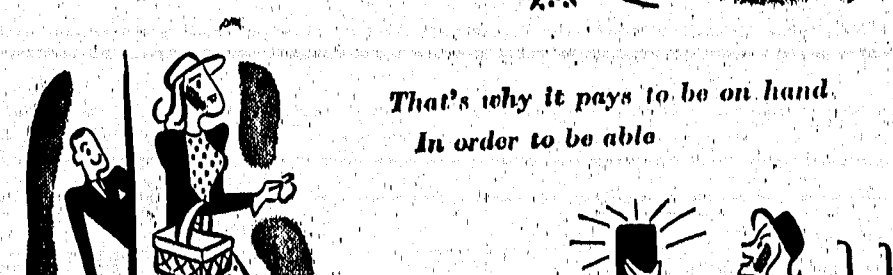 That's why it pays to be on hand
In order to be able